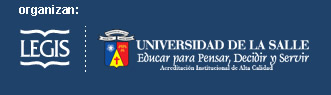 organizan:
LEGIS
UNIVERSIDAD DE LA SALLE
Educar para Pensar, Decidir y Servir
Acreditación Institucional de Alta Calidad